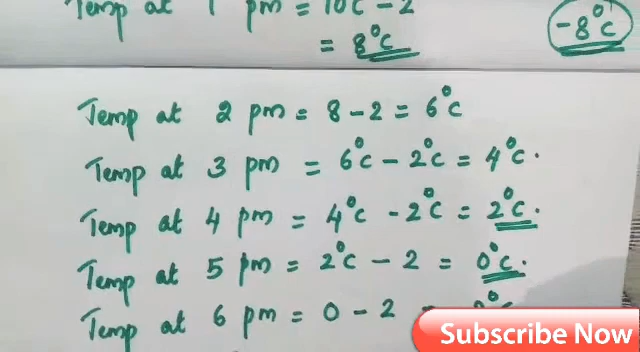 Temp at 1 pm = 10°c - 2
= 8°c
-8°c
Temp at 2 pm = 8 - 2 = 6°c
Temp at 3 pm = 6°c - 2°c = 4°c.
Temp at 4 pm = 4°c - 2°c = 2°c.
Temp at 5 pm = 2°c - 2 = 0°c.
Temp at 6 pm = 0 - 2 =
Subscribe Now